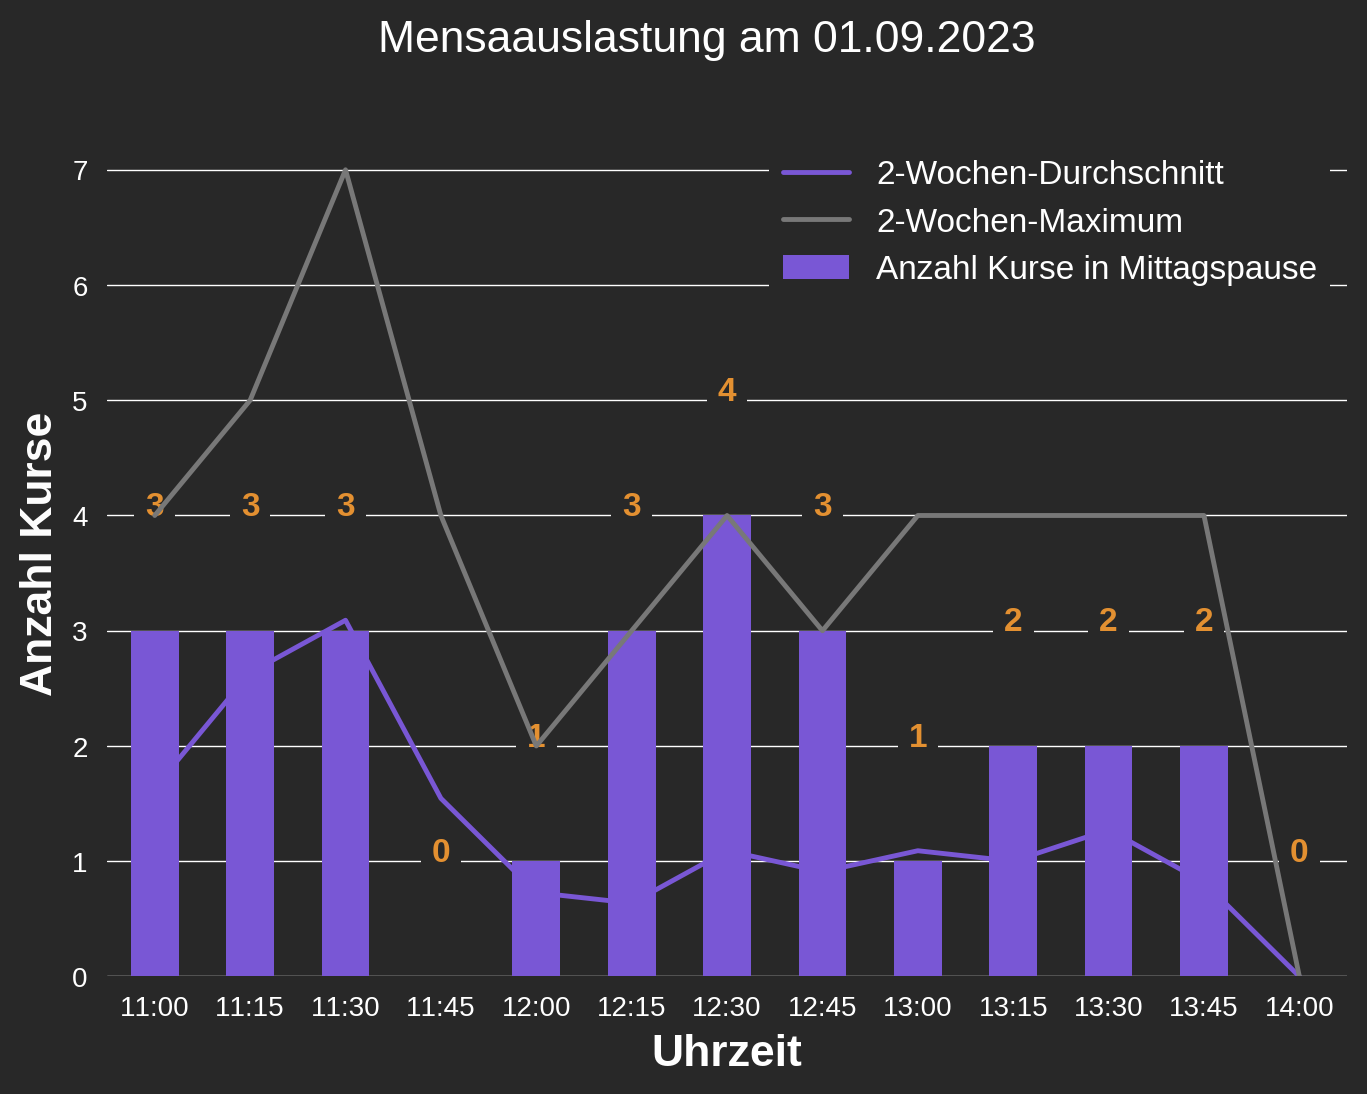 Mensaauslastung am 01.09.2023
2-Wochen-Durchschnitt
2-Wochen-Maximum
Anzahl Kurse in Mittagspause
Anzahl Kurse
7
6
5
4
3
2
1
0
3 3 3 0 1 3 4 3 1 2 2 2 0
11:00 11:15 11:30 11:45 12:00 12:15 12:30 12:45 13:00 13:15 13:30 13:45 14:00
Uhrzeit